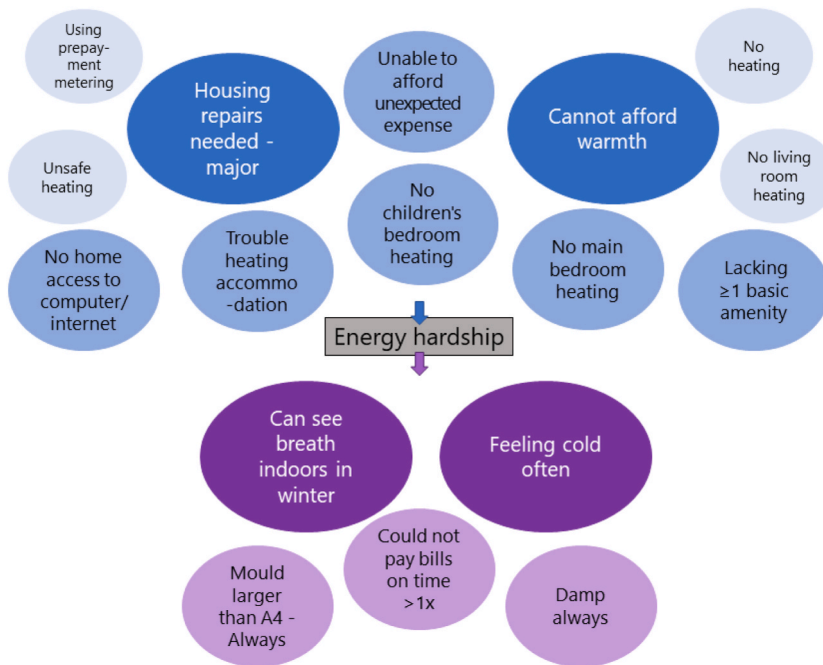 Using
prepay-
ment
metering
Housing
repairs
needed -
major
Unable to
afford
unexpected
expense
Cannot afford
warmth
No
heating
Unsafe
heating
No living
room
heating
No home
access to
computer/
internet
Trouble
heating
accommo
-dation
No
children's
bedroom
heating
No main
bedroom
heating
Lacking
≥1 basic
amenity
Energy hardship
Can see
breath
indoors in
winter
Feeling cold
often
Mould
larger
than A4 -
Always
Could not
pay bills
on time
>1x
Damp
always